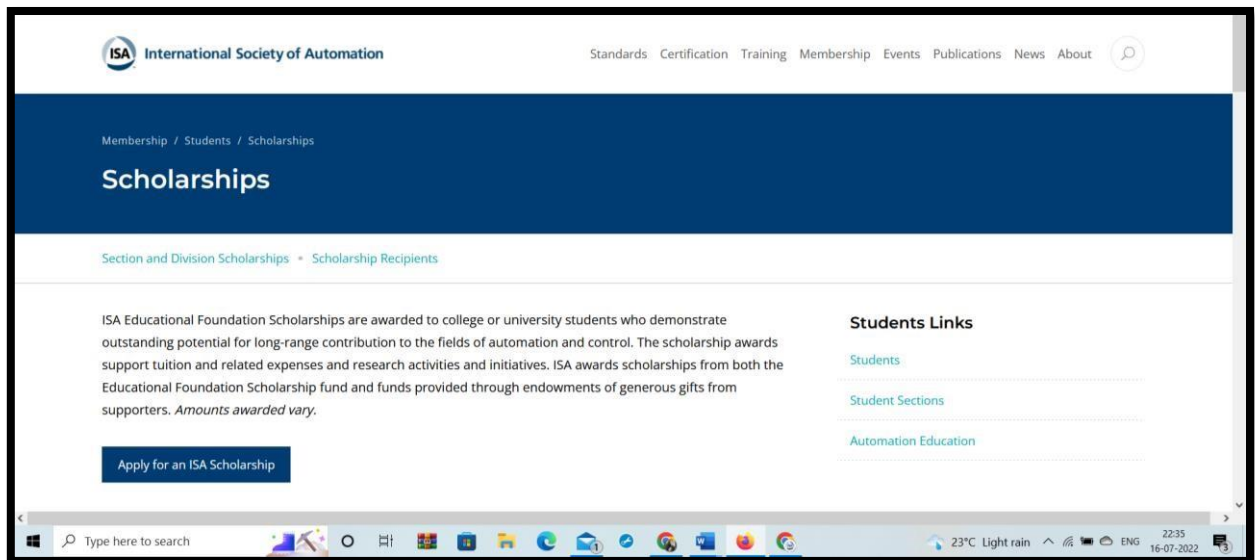 ISA International Society of Automation
Standards Certification Training Membership Events Publications News About
Membership / Students / Scholarships
Scholarships
Section and Division Scholarships • Scholarship Recipients
ISA Educational Foundation Scholarships are awarded to college or university students who demonstrate
outstanding potential for long-range contribution to the fields of automation and control. The scholarship awards
support tuition and related expenses and research activities and initiatives. ISA awards scholarships from both the
Educational Foundation Scholarship fund and funds provided through endowments of generous gifts from
supporters. Amounts awarded vary.
Apply for an ISA Scholarship
Students Links
Students
Student Sections
Automation Education
Type here to search
23°C Light rain
ENG
22:35
16-07-2022